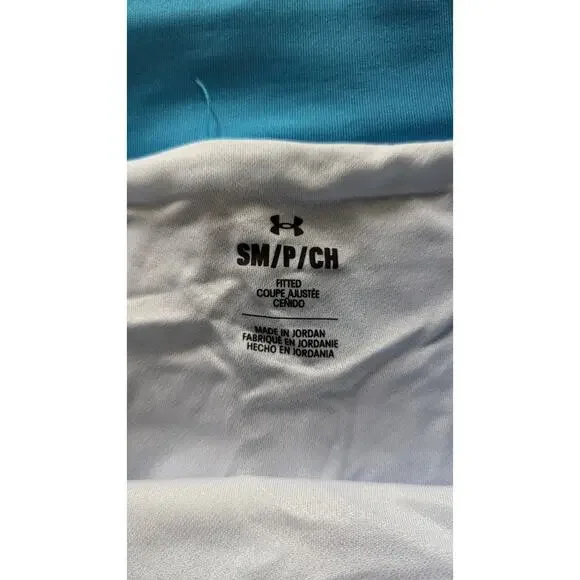 SM/P/CH
FITTED
COUPE AJUSTÉE
CEÑIDO
MADE IN JORDAN
FABRIQUÉ EN JORDANIE
HECHO EN JORDANIA